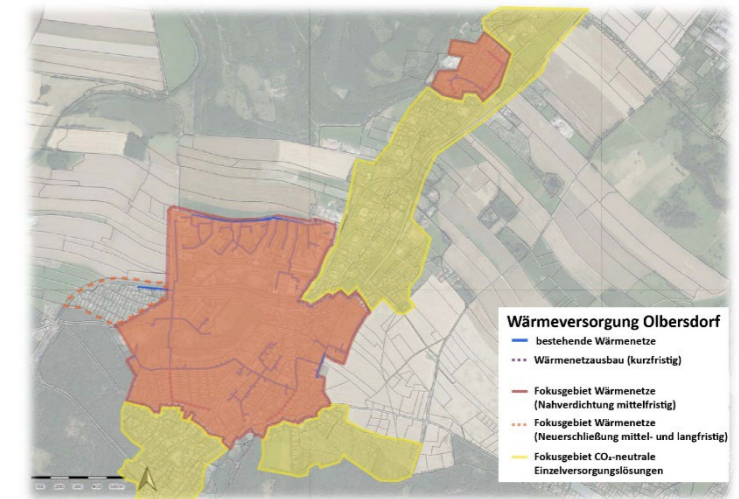 Wärmeversorgung Olbersdorf
bestehende Wärmenetze
Wärmenetzausbau (kurzfristig)
Fokusgebiet Wärmenetze
(Nahverdichtung mittelfristig)
Fokusgebiet Wärmenetze
(Neuerschließung mittel- und langfristig)
Fokusgebiet CO₂-neutrale
Einzelversorgungslösungen